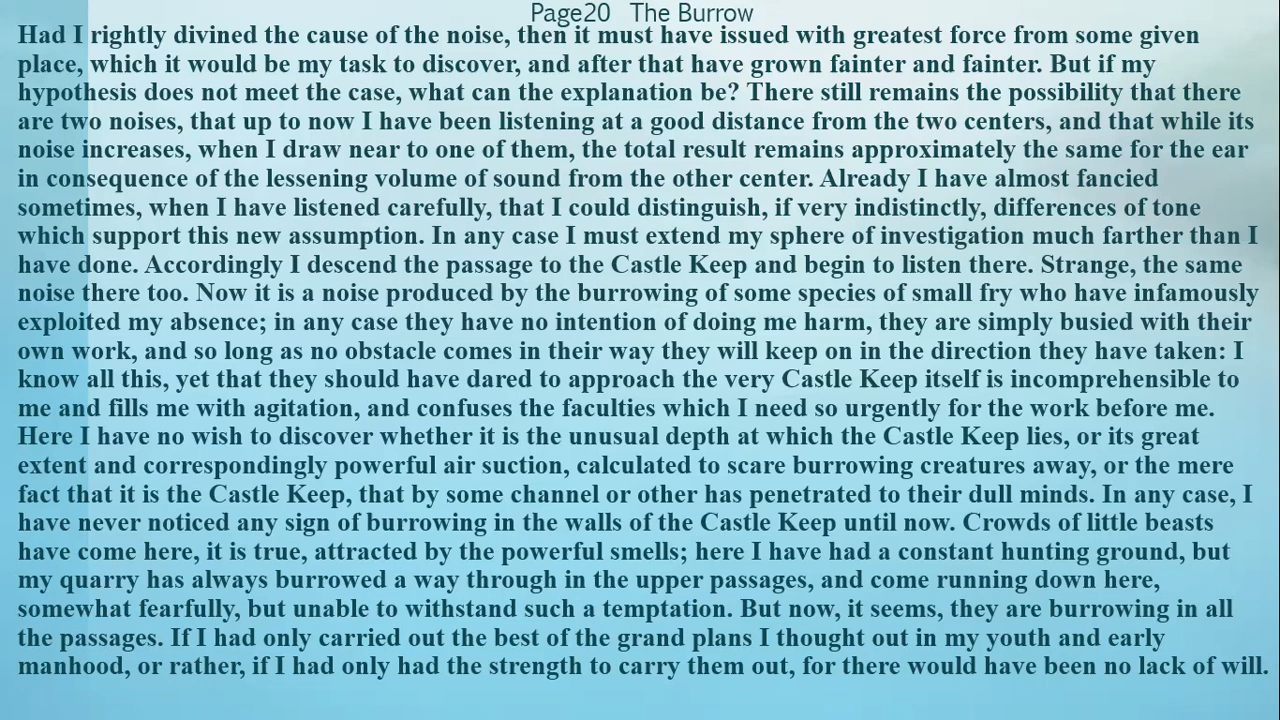 Page20 The Burrow
Had I rightly divined the cause of the noise, then it must have issued with greatest force from some given
place, which it would be my task to discover, and after that have grown fainter and fainter. But if my
hypothesis does not meet the case, what can the explanation be? There still remains the possibility that there
are two noises, that up to now I have been listening at a good distance from the two centers, and that while its
noise increases, when I draw near to one of them, the total result remains approximately the same for the ear
in consequence of the lessening volume of sound from the other center. Already I have almost fancied
sometimes, when I have listened carefully, that I could distinguish, if very indistinctly, differences of tone
which support this new assumption. In any case I must extend my sphere of investigation much farther than I
have done. Accordingly I descend the passage to the Castle Keep and begin to listen there. Strange, the same
noise there too. Now it is a noise produced by the burrowing of some species of small fry who have infamously
exploited my absence; in any case they have no intention of doing me harm, they are simply busied with their
own work, and so long as no obstacle comes in their way they will keep on in the direction they have taken: I
know all this, yet that they should have dared to approach the very Castle Keep itself is incomprehensible to
me and fills me with agitation, and confuses the faculties which I need so urgently for the work before me.
Here I have no wish to discover whether it is the unusual depth at which the Castle Keep lies, or its great
extent and correspondingly powerful air suction, calculated to scare burrowing creatures away, or the mere
fact that it is the Castle Keep, that by some channel or other has penetrated to their dull minds. In any case, I
have never noticed any sign of burrowing in the walls of the Castle Keep until now. Crowds of little beasts
have come here, it is true, attracted by the powerful smells; here I have had a constant hunting ground, but
my quarry has always burrowed a way through in the upper passages, and come running down here,
somewhat fearfully, but unable to withstand such a temptation. But now, it seems, they are burrowing in all
the passages. If I had only carried out the best of the grand plans I thought out in my youth and early
manhood, or rather, if I had only had the strength to carry them out, for there would have been no lack of will.